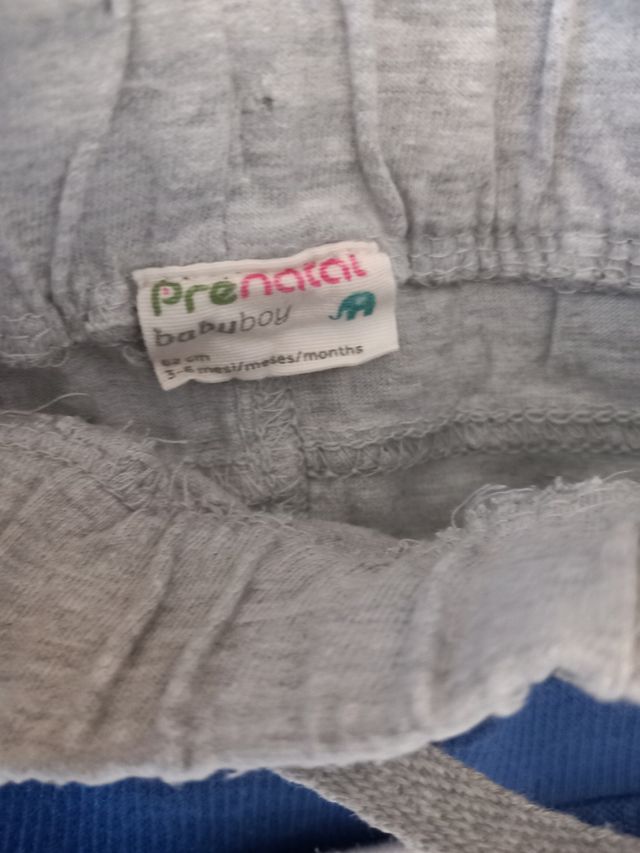 Prenatal
babyboy
62 cm
3-6 mesi/meses/months